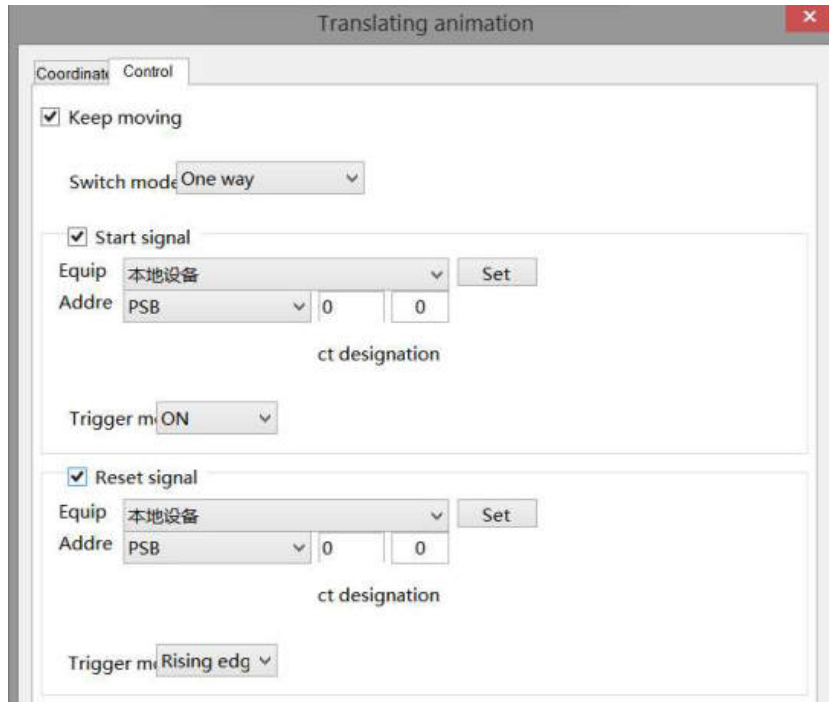 Translating animation
Coordinate Control
Keep moving
Switch mode One way
Start signal
Equip 本地设备 Set
Addre PSB 0 0
ct designation
Trigger m ON
Reset signal
Equip 本地设备 Set
Addre PSB 0 0
ct designation
Trigger m Rising edg